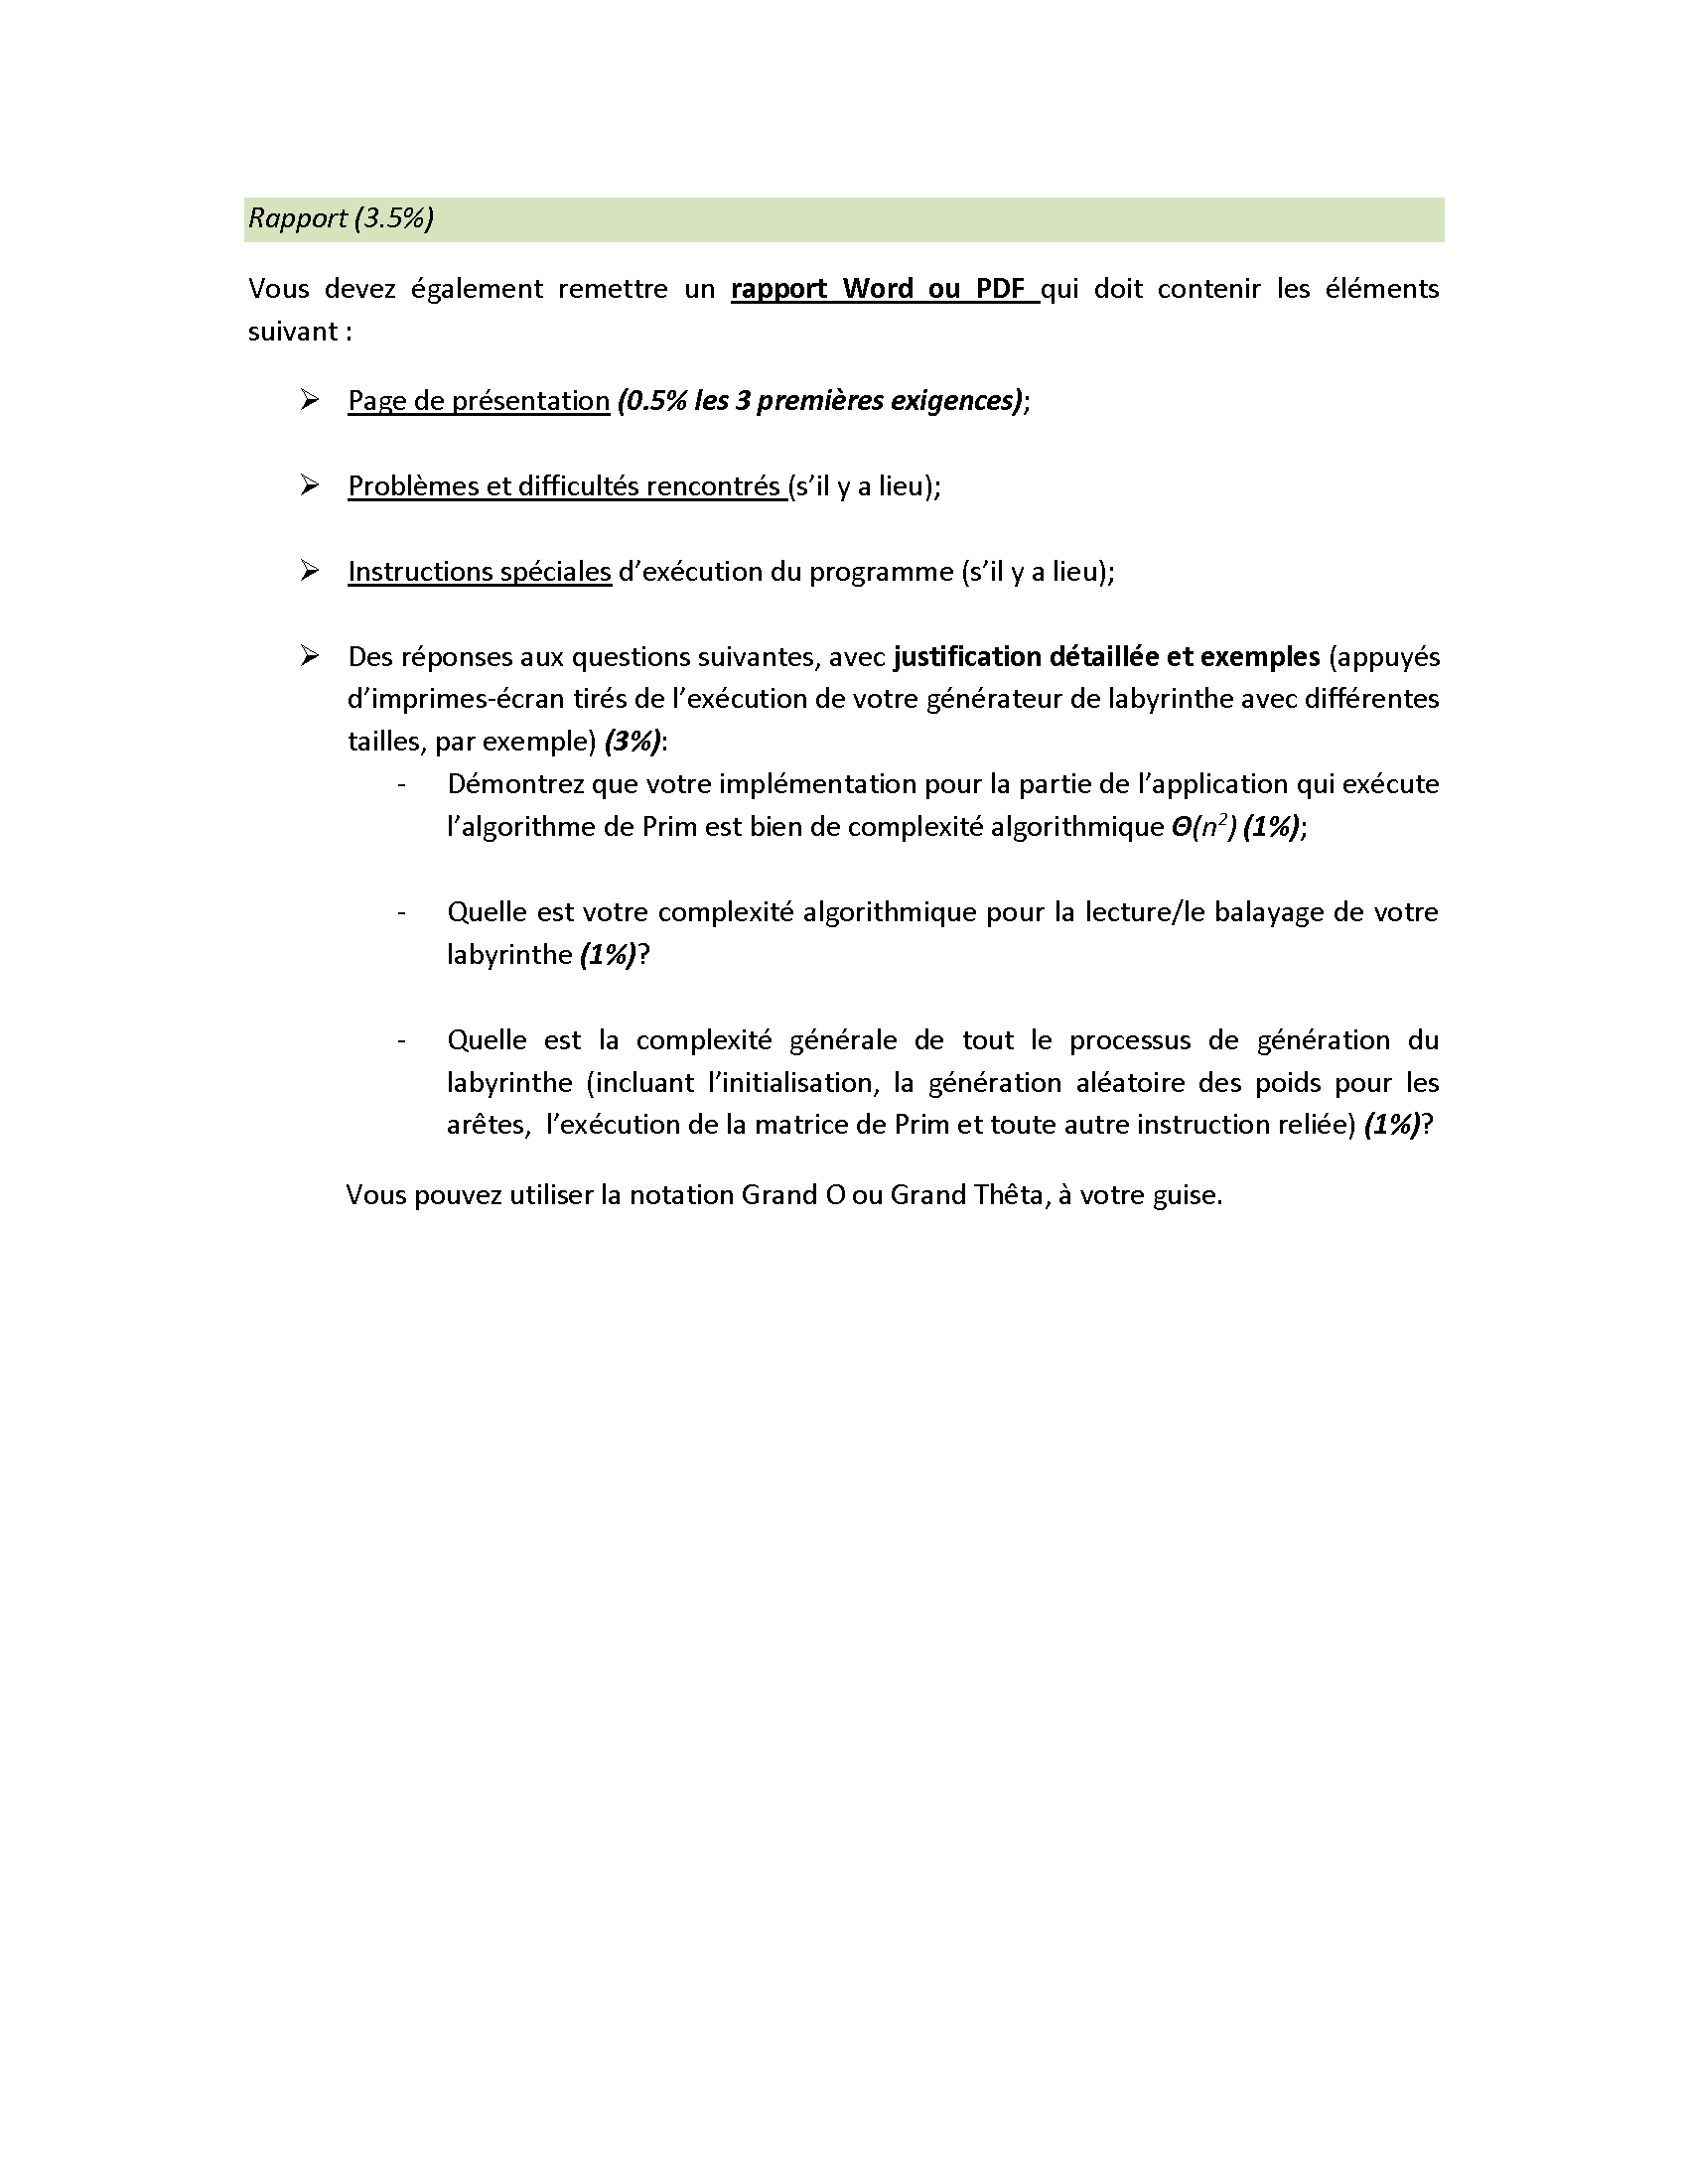 Rapport (3.5%)
Vous devez également remettre un rapport Word ou PDF qui doit contenir les éléments
suivant :
➢ Page de présentation (0.5% les 3 premières exigences);
➢ Problèmes et difficultés rencontrés (s’il y a lieu);
➢ Instructions spéciales d’exécution du programme (s’il y a lieu);
➢ Des réponses aux questions suivantes, avec justification détaillée et exemples (appuyés
d’imprimes-écran tirés de l’exécution de votre générateur de labyrinthe avec différentes
tailles, par exemple) (3%):
- Démontrez que votre implémentation pour la partie de l’application qui exécute
l’algorithme de Prim est bien de complexité algorithmique Θ(n²) (1%);
- Quelle est votre complexité algorithmique pour la lecture/le balayage de votre
labyrinthe (1%)?
- Quelle est la complexité générale de tout le processus de génération du
labyrinthe (incluant l’initialisation, la génération aléatoire des poids pour les
arêtes, l’exécution de la matrice de Prim et toute autre instruction reliée) (1%)?
Vous pouvez utiliser la notation Grand O ou Grand Thêta, à votre guise.